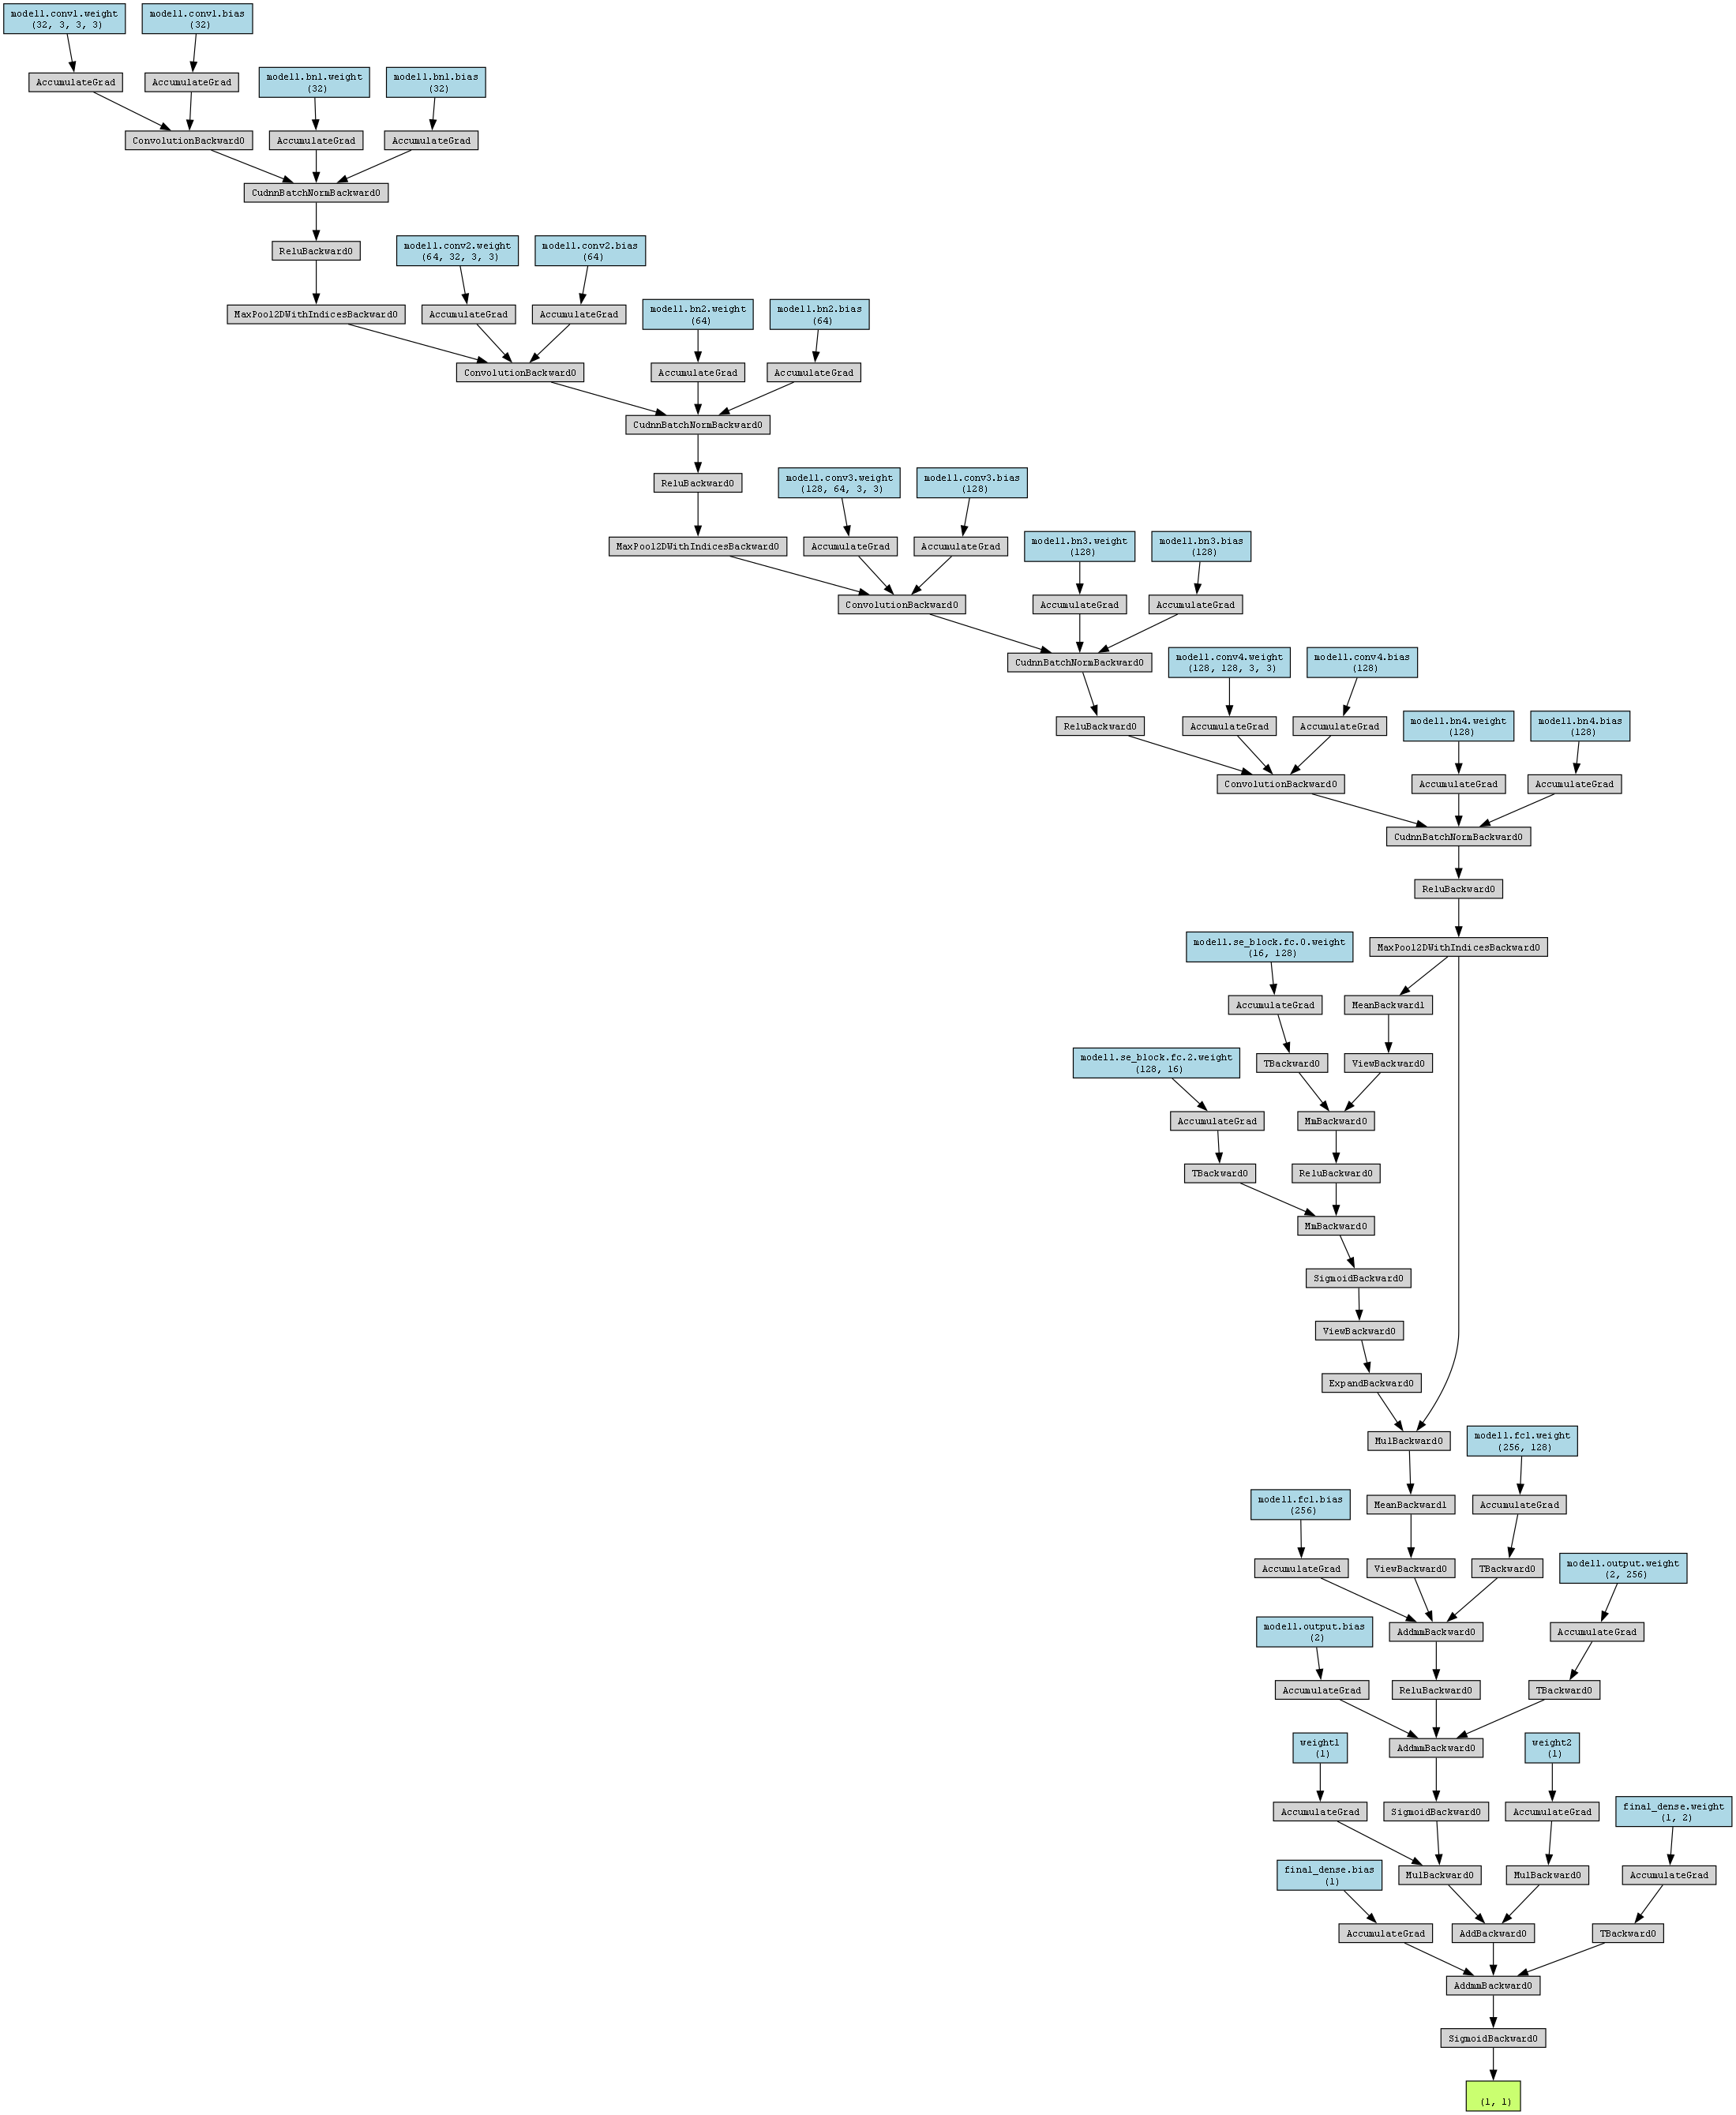 model1.conv1.weight
(32, 3, 3, 3)
model1.conv1.bias
(32)
AccumulateGrad
AccumulateGrad
model1.bn1.weight
(32)
model1.bn1.bias
(32)
ConvolutionBackward0
AccumulateGrad
AccumulateGrad
CudnnBatchNormBackward0
ReluBackward0
model1.conv2.weight
(64, 32, 3, 3)
model1.conv2.bias
(64)
MaxPool2DWithIndicesBackward0
AccumulateGrad
AccumulateGrad
model1.bn2.weight
(64)
model1.bn2.bias
(64)
ConvolutionBackward0
AccumulateGrad
AccumulateGrad
CudnnBatchNormBackward0
ReluBackward0
model1.conv3.weight
(128, 64, 3, 3)
model1.conv3.bias
(128)
MaxPool2DWithIndicesBackward0
AccumulateGrad
AccumulateGrad
model1.bn3.weight
(128)
model1.bn3.bias
(128)
ConvolutionBackward0
AccumulateGrad
AccumulateGrad
CudnnBatchNormBackward0
model1.conv4.weight
(128, 128, 3, 3)
model1.conv4.bias
(128)
ReluBackward0
AccumulateGrad
AccumulateGrad
model1.bn4.weight
(128)
model1.bn4.bias
(128)
ConvolutionBackward0
AccumulateGrad
AccumulateGrad
CudnnBatchNormBackward0
ReluBackward0
model1.se_block.fc.0.weight
(16, 128)
MaxPool2DWithIndicesBackward0
AccumulateGrad
MeanBackward1
model1.se_block.fc.2.weight
(128, 16)
TBackward0
ViewBackward0
AccumulateGrad
MmBackward0
TBackward0
ReluBackward0
MmBackward0
SigmoidBackward0
ViewBackward0
ExpandBackward0
MulBackward0
model1.fc1.weight
(256, 128)
model1.fc1.bias
(256)
MeanBackward1
AccumulateGrad
AccumulateGrad
ViewBackward0
TBackward0
model1.output.weight
(2, 256)
model1.output.bias
(2)
AddmmBackward0
AccumulateGrad
AccumulateGrad
ReluBackward0
TBackward0
weight1
(1)
AddmmBackward0
weight2
(1)
AccumulateGrad
SigmoidBackward0
AccumulateGrad
final_dense.weight
(1, 2)
final_dense.bias
(1)
MulBackward0
MulBackward0
AccumulateGrad
AccumulateGrad
AddBackward0
TBackward0
AddmmBackward0
SigmoidBackward0
(1, 1)